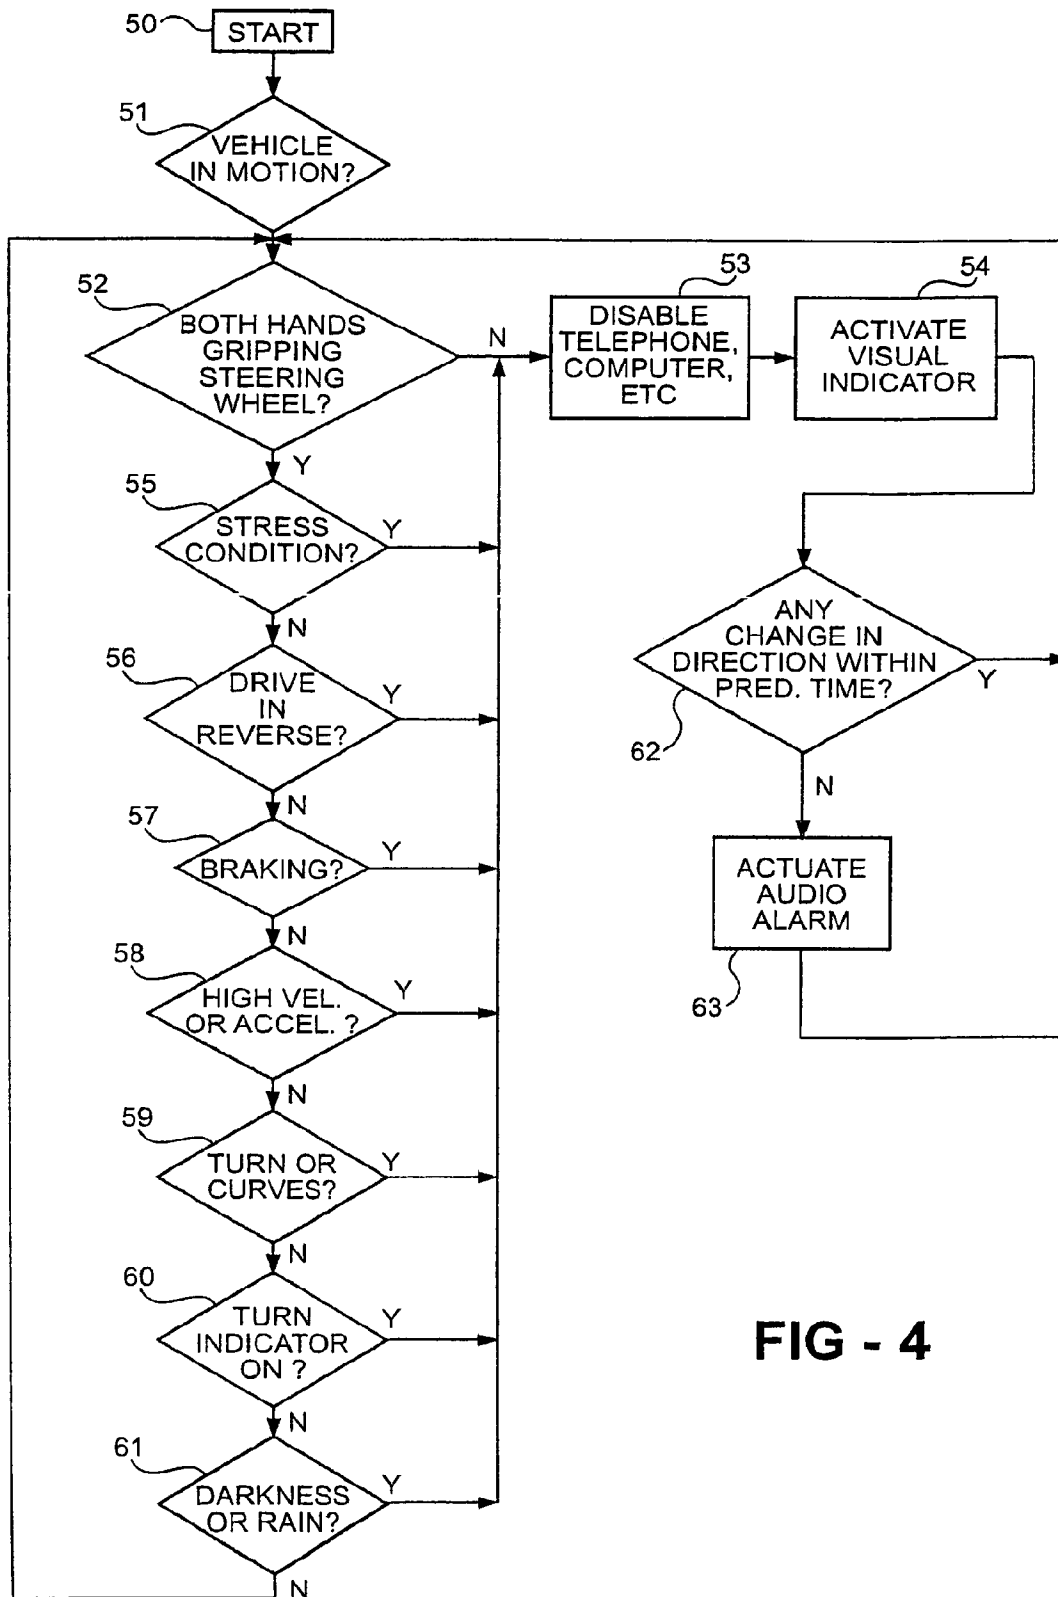 50
START
51
VEHICLE
IN MOTION?
52
BOTH HANDS
GRIPPING
STEERING
WHEEL?
N
53
DISABLE
TELEPHONE,
COMPUTER,
ETC
54
ACTIVATE
VISUAL
INDICATOR
Y
55
STRESS
CONDITION?
Y
N
56
DRIVE
IN
REVERSE?
Y
N
57
BRAKING?
Y
N
58
HIGH VEL.
OR ACCEL. ?
Y
N
59
TURN OR
CURVES?
Y
N
60
TURN
INDICATOR
ON ?
Y
N
61
DARKNESS
OR RAIN?
Y
N
ANY
CHANGE IN
DIRECTION WITHIN
PRED. TIME?
Y
62
N
ACTUATE
AUDIO
ALARM
63
FIG - 4